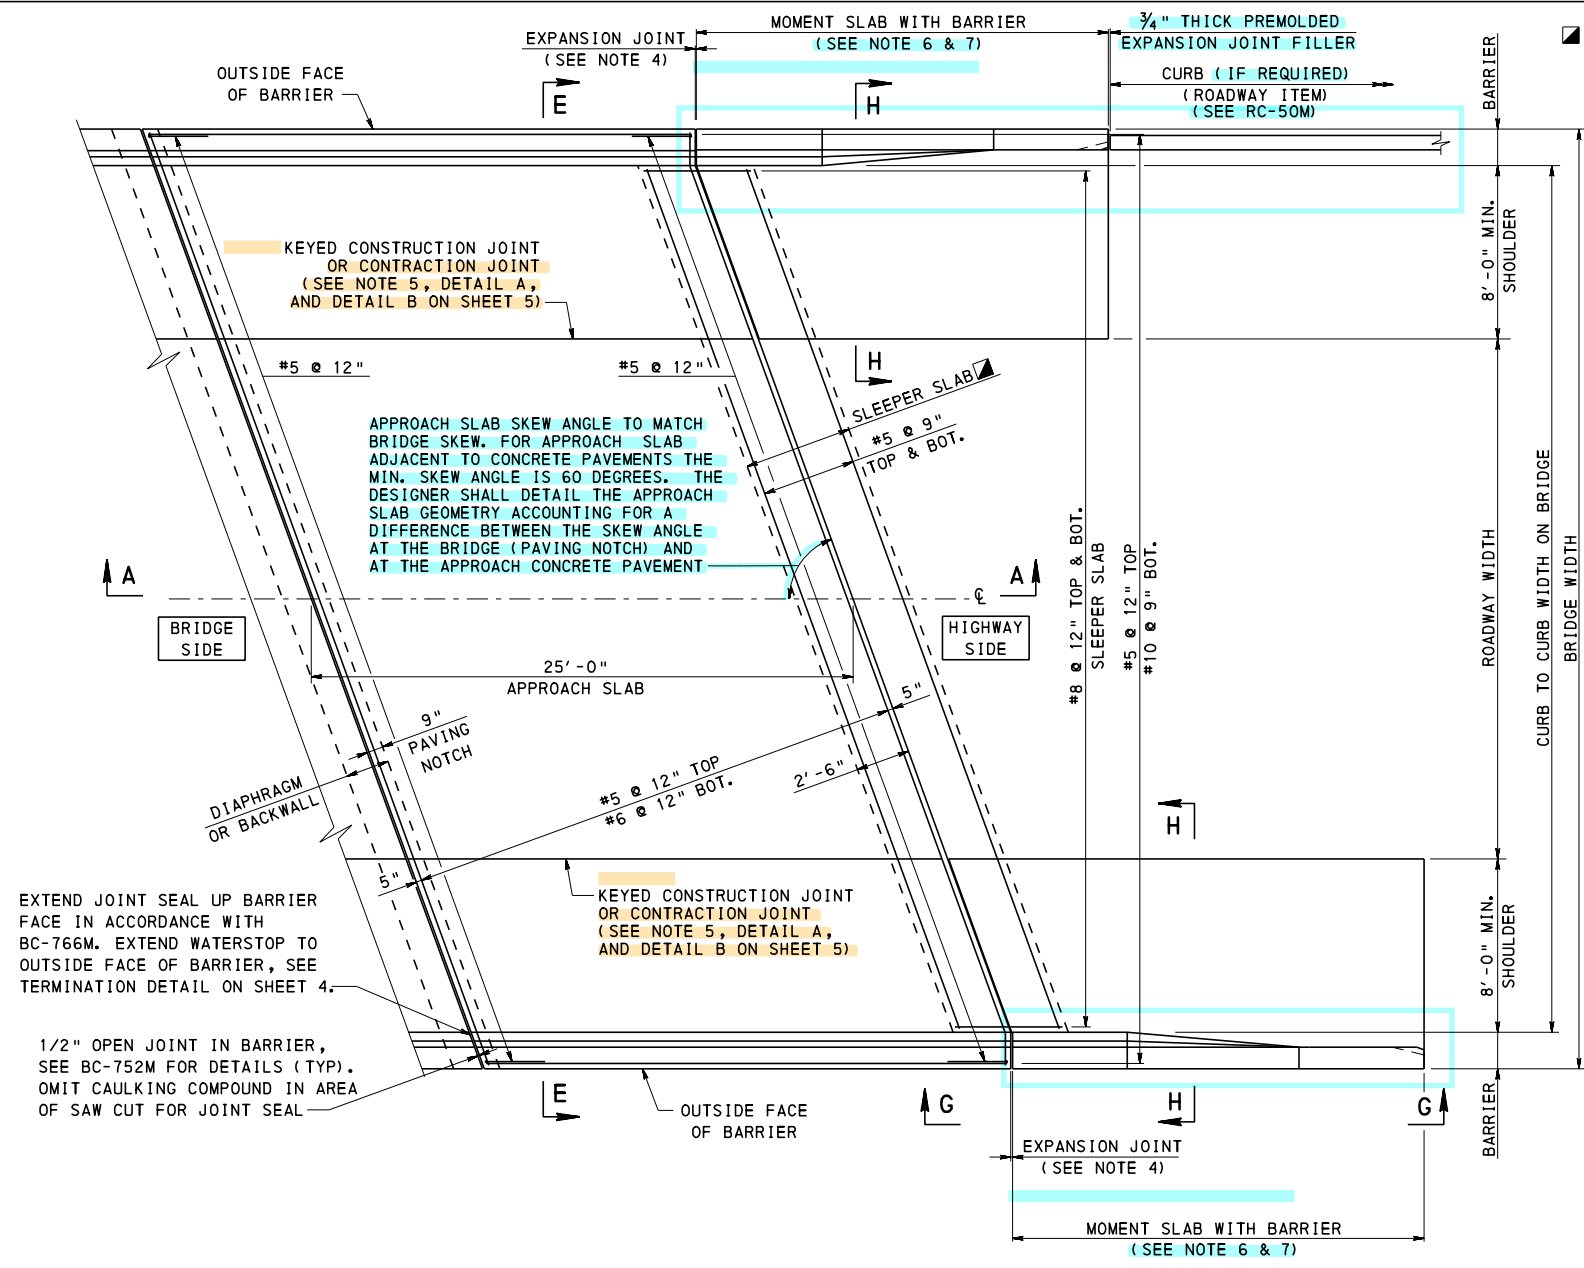 MOMENT SLAB WITH BARRIER
(SEE NOTE 6 & 7)
3/4" THICK PREMOLDED
EXPANSION JOINT FILLER
EXPANSION JOINT
(SEE NOTE 4)
CURB (IF REQUIRED)
(ROADWAY ITEM)
(SEE RC-50M)
BARRIER
OUTSIDE FACE
OF BARRIER
E
H
KEYED CONSTRUCTION JOINT
OR CONTRACTION JOINT
(SEE NOTE 5, DETAIL A,
AND DETAIL B ON SHEET 5)
8'-0" MIN.
SHOULDER
#5 @ 12"
#5 @ 12"
H
SLEEPER SLAB
#5 @ 9"
TOP & BOT.
APPROACH SLAB SKEW ANGLE TO MATCH
BRIDGE SKEW. FOR APPROACH SLAB
ADJACENT TO CONCRETE PAVEMENTS THE
MIN. SKEW ANGLE IS 60 DEGREES. THE
DESIGNER SHALL DETAIL THE APPROACH
SLAB GEOMETRY ACCOUNTING FOR A
DIFFERENCE BETWEEN THE SKEW ANGLE
AT THE BRIDGE (PAVING NOTCH) AND
AT THE APPROACH CONCRETE PAVEMENT
A
A
℄
BRIDGE
SIDE
HIGHWAY
SIDE
25'-0"
APPROACH SLAB
#8 @ 12" TOP & BOT.
SLEEPER SLAB
#5 @ 12" TOP
#10 @ 9" BOT.
ROADWAY WIDTH
CURB TO CURB WIDTH ON BRIDGE
BRIDGE WIDTH
9"
PAVING
NOTCH
5"
2'-6"
#5 @ 12" TOP
#6 @ 12" BOT.
DIAPHRAGM
OR BACKWALL
H
5"
KEYED CONSTRUCTION JOINT
OR CONTRACTION JOINT
(SEE NOTE 5, DETAIL A,
AND DETAIL B ON SHEET 5)
8'-0" MIN.
SHOULDER
EXTEND JOINT SEAL UP BARRIER
FACE IN ACCORDANCE WITH
BC-766M. EXTEND WATERSTOP TO
OUTSIDE FACE OF BARRIER, SEE
TERMINATION DETAIL ON SHEET 4.
1/2" OPEN JOINT IN BARRIER,
SEE BC-752M FOR DETAILS (TYP).
OMIT CAULKING COMPOUND IN AREA
OF SAW CUT FOR JOINT SEAL
E
OUTSIDE FACE
OF BARRIER
G
H
G
BARRIER
EXPANSION JOINT
(SEE NOTE 4)
MOMENT SLAB WITH BARRIER
(SEE NOTE 6 & 7)